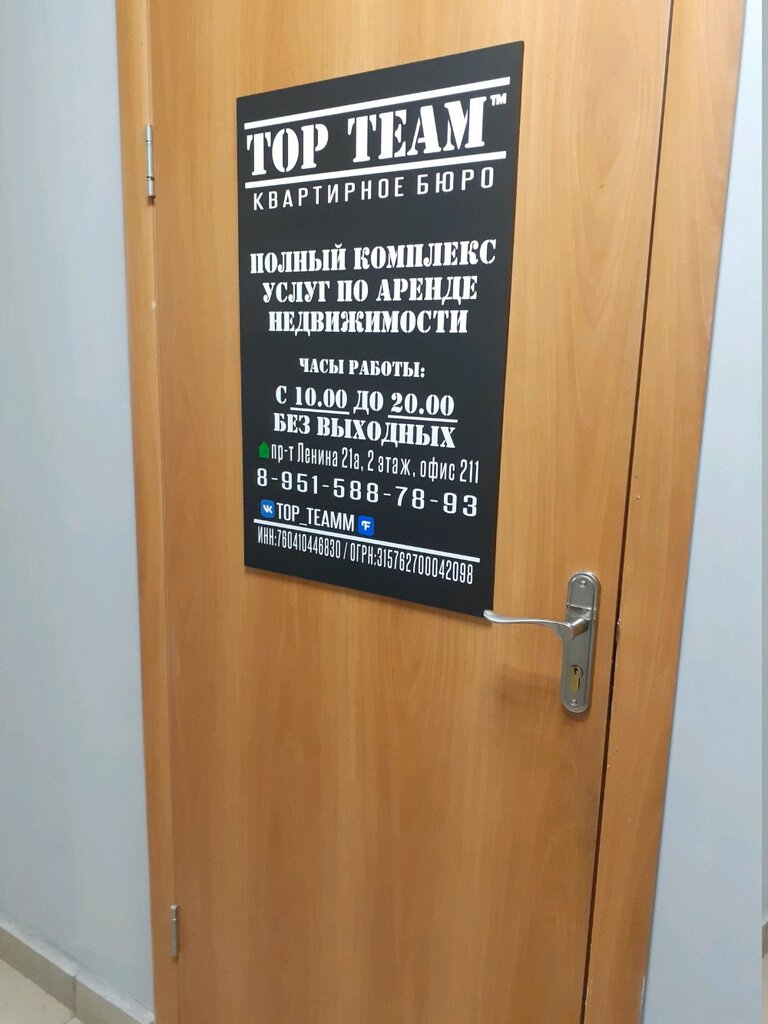 TOP TEAM™
КВАРТИРНОЕ БЮРО
ПОЛНЫЙ КОМПЛЕКС
УСЛУГ ПО АРЕНДЕ
НЕДВИЖИМОСТИ
ЧАСЫ РАБОТЫ:
С 10.00 ДО 20.00
БЕЗ ВЫХОДНЫХ
пр-т Ленина 21а, 2 этаж, офис 211
8-951-588-78-93
TOP_TEAMM
ИНН:760410446830 / ОГРН:315762700042098